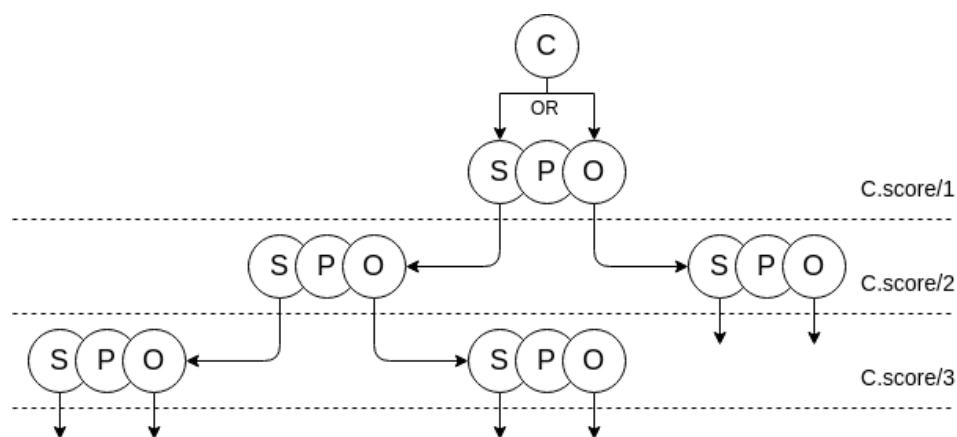 C
OR
S P O
C.score/1
S P O
S P O
C.score/2
S P O
S P O
C.score/3